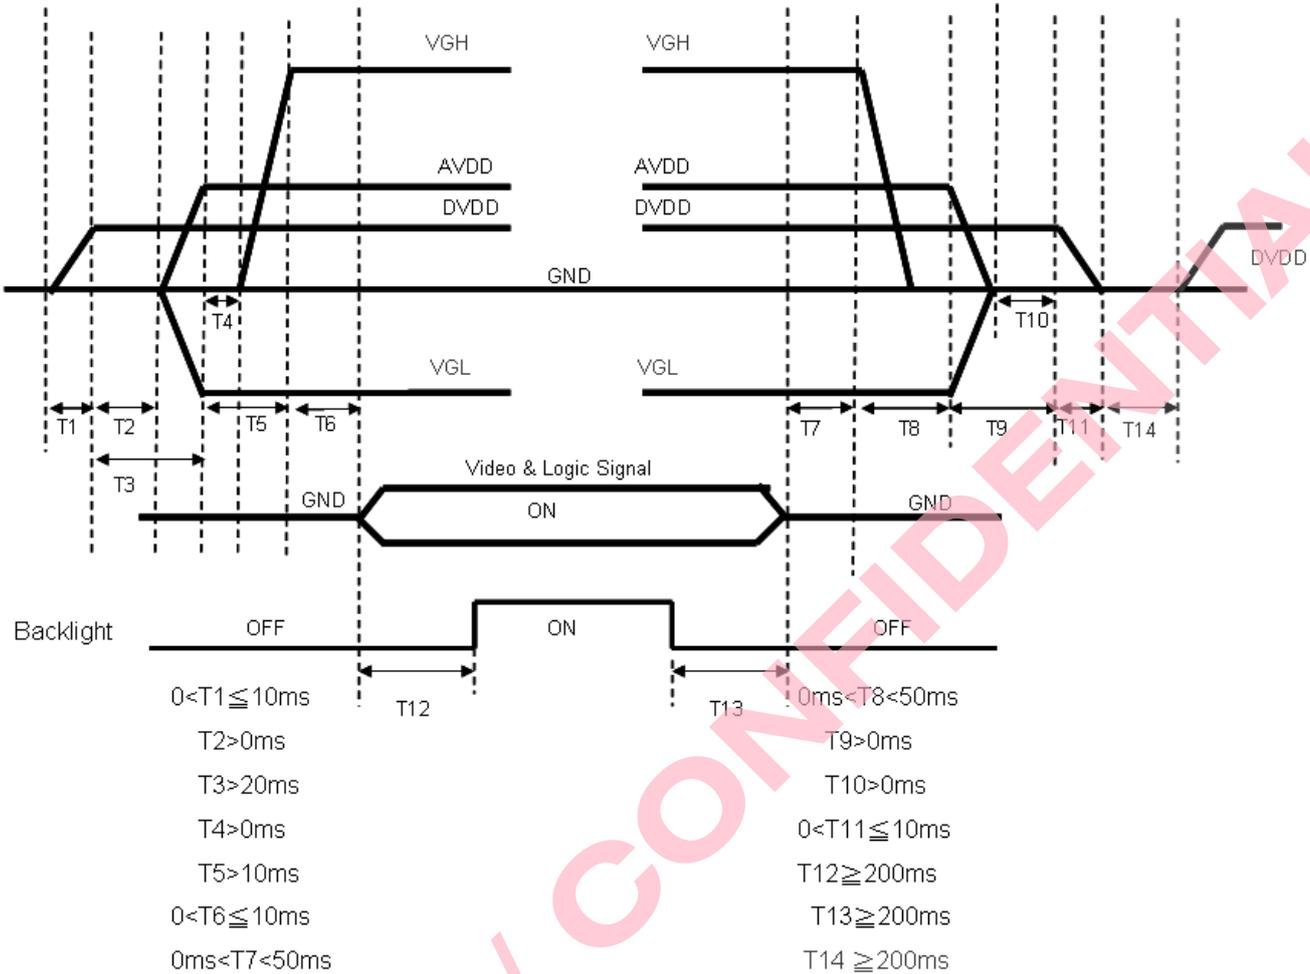 VGH VGH
AVDD AVDD
DVDD DVDD
DVDD
GND
T4 T10
VGL VGL
T1 T2 T5 T6 T7 T8 T9 T11 T14
T3
Video & Logic Signal
GND ON GND
Backlight OFF ON OFF
T12 T13
0<T1≦10ms 0ms<T8<50ms
T2>0ms T9>0ms
T3>20ms T10>0ms
T4>0ms 0<T11≦10ms
T5>10ms T12≧200ms
0<T6≦10ms T13≧200ms
0ms<T7<50ms T14 ≧200ms
CONFIDENTIAL